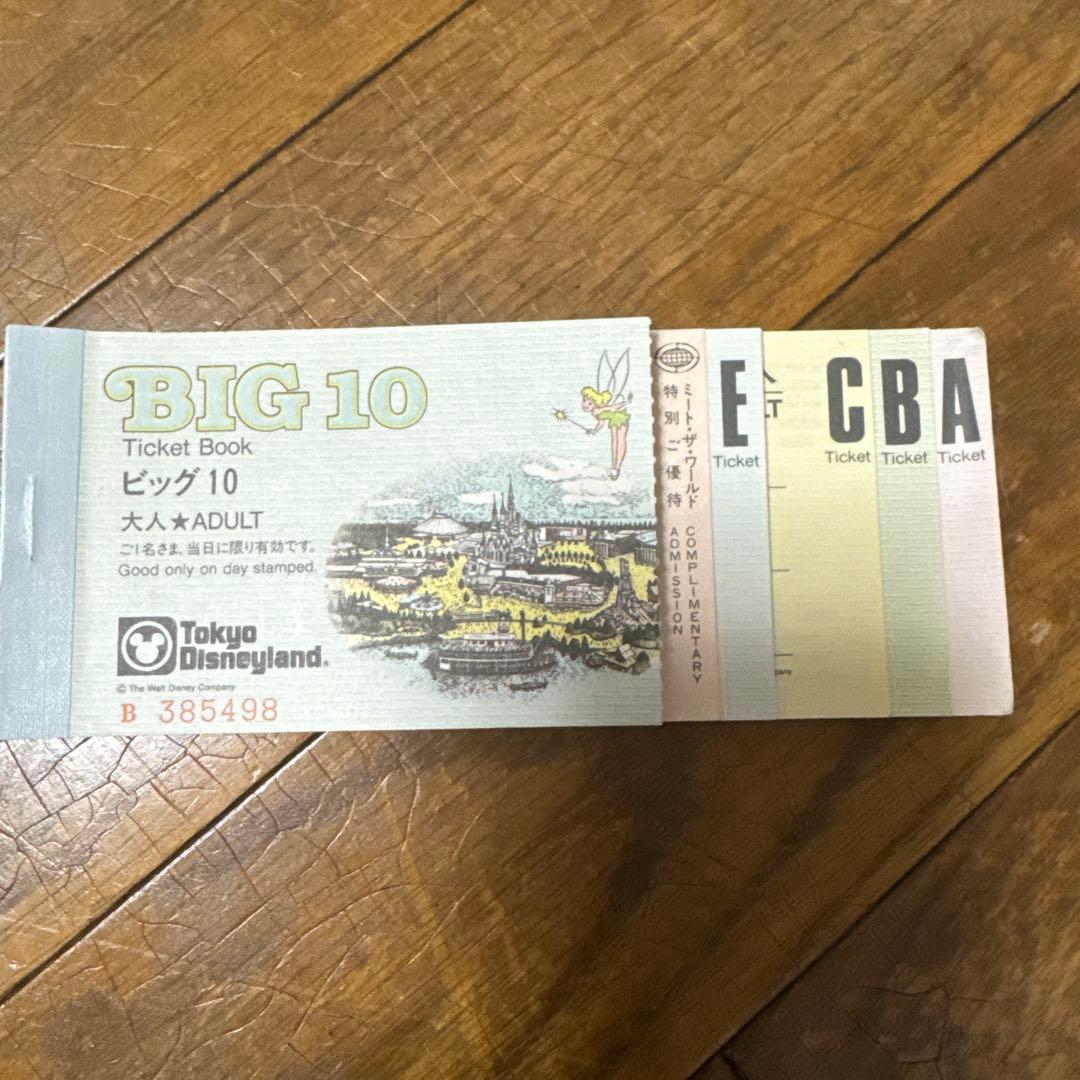 BIG 10
Ticket Book
ビッグ 10
大人★ADULT
ご1名さま、当日に限り有効です。
Good only on day stamped.
Tokyo
Disneyland®
© The Walt Disney Company
B 385498
ミート・ザ・ワールド
特別ご優待
COMPLIMENTARY
ADMISSION
E
Ticket
C
Ticket
B
Ticket
A
Ticket